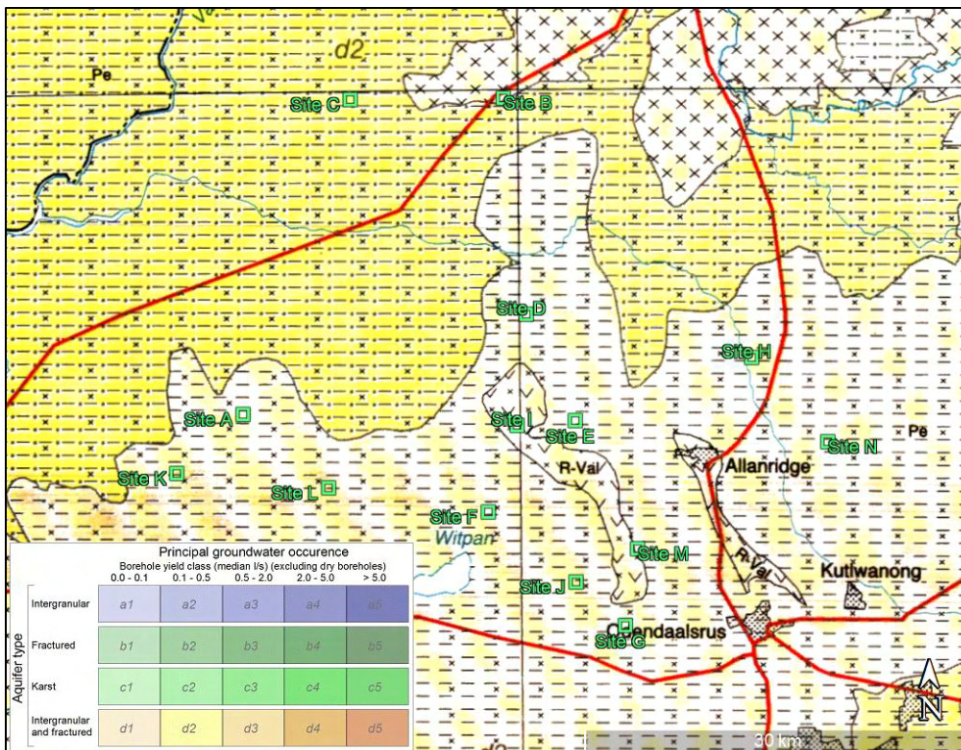 Va
d2
Pe
Site C
Site B
Site D
Site H
Site A
Site I
Site E
R-Val
Pe
Site N
Allanridge
Site K
Site L
Site F
Witpan
Site M
R-Val
Kutlwanong
Site J
Odendaalsrus
Site G
N
30 km
Principal groundwater occurence
Borehole yield class (median l/s) (excluding dry boreholes)
0.0 - 0.1 0.1 - 0.5 0.5 - 2.0 2.0 - 5.0 > 5.0
Aquifer type
Intergranular a1 a2 a3 a4 a5
Fractured b1 b2 b3 b4 b5
Karst c1 c2 c3 c4 c5
Intergranular
and fractured d1 d2 d3 d4 d5